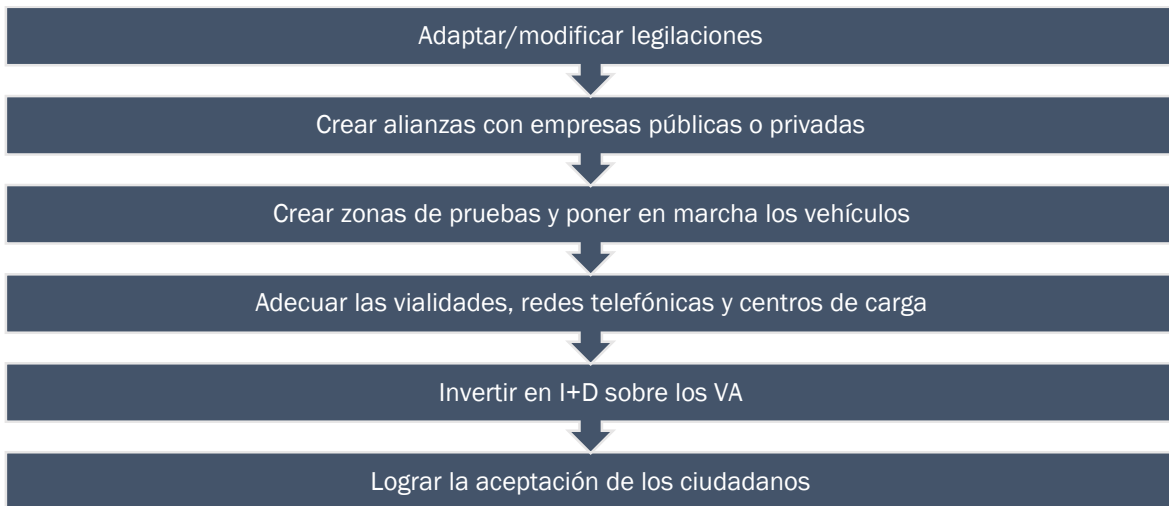 Adaptar/modificar legilaciones
Crear alianzas con empresas públicas o privadas
Crear zonas de pruebas y poner en marcha los vehículos
Adecuar las vialidades, redes telefónicas y centros de carga
Invertir en I+D sobre los VA
Lograr la aceptación de los ciudadanos